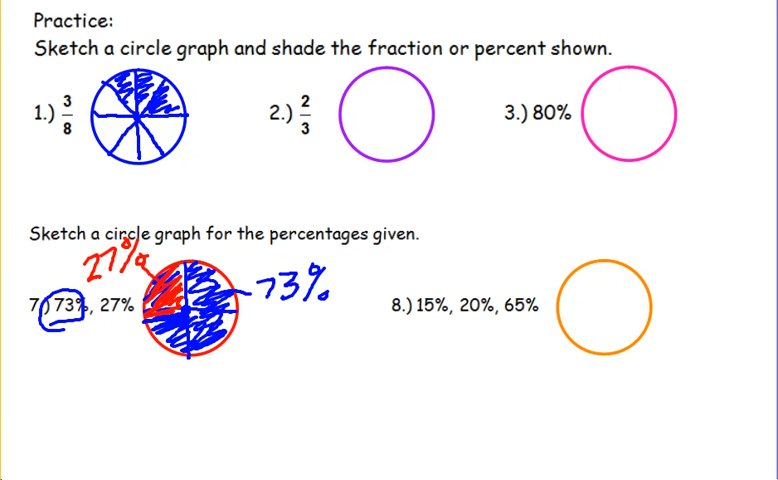 Practice:
Sketch a circle graph and shade the fraction or percent shown.
1.) 3/8 2.) 2/3 3.) 80%
Sketch a circle graph for the percentages given.
27%
73%
7.) 73%, 27% 8.) 15%, 20%, 65%